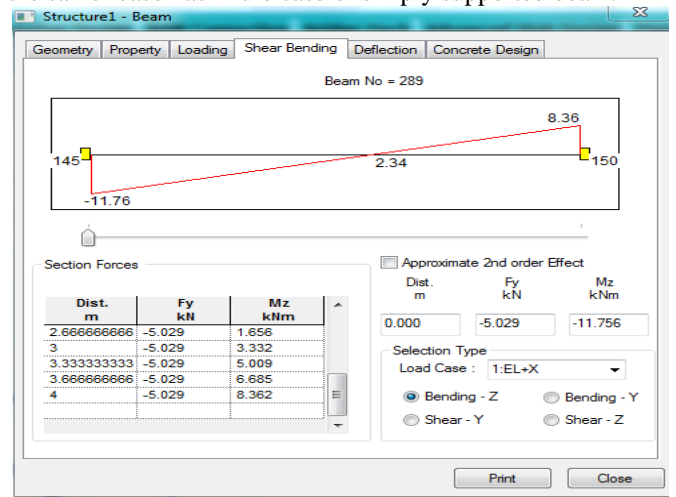 Structure1 - Beam
Geometry Property Loading Shear Bending Deflection Concrete Design
Beam No = 289
8.36
145 2.34 150
-11.76
Section Forces
Dist. m Fy kN Mz kNm
2.666666666 -5.029 1.656
3 -5.029 3.332
3.333333333 -5.029 5.009
3.666666666 -5.029 6.685
4 -5.029 8.362
Approximate 2nd order Effect
Dist. m Fy kN Mz kNm
0.000 -5.029 -11.756
Selection Type
Load Case : 1:EL+X
Bending - Z Bending - Y
Shear - Y Shear - Z
Print Close